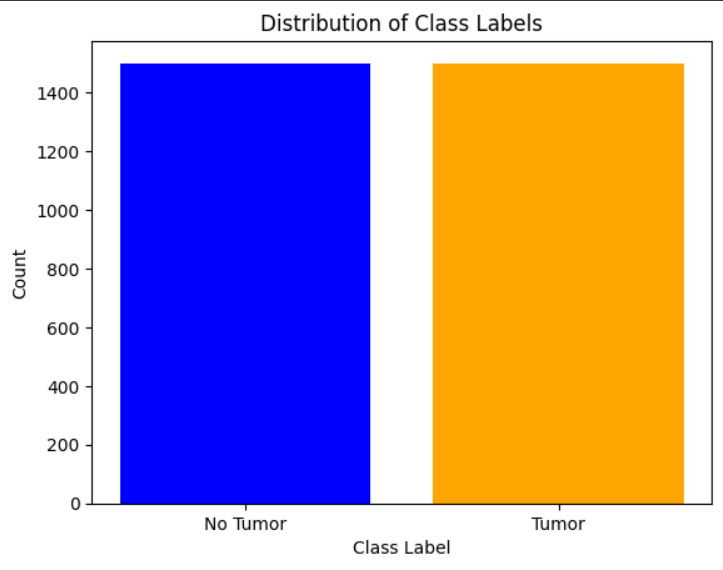 Distribution of Class Labels
1400
1200
1000
800
600
400
200
0
Count
No Tumor Tumor
Class Label